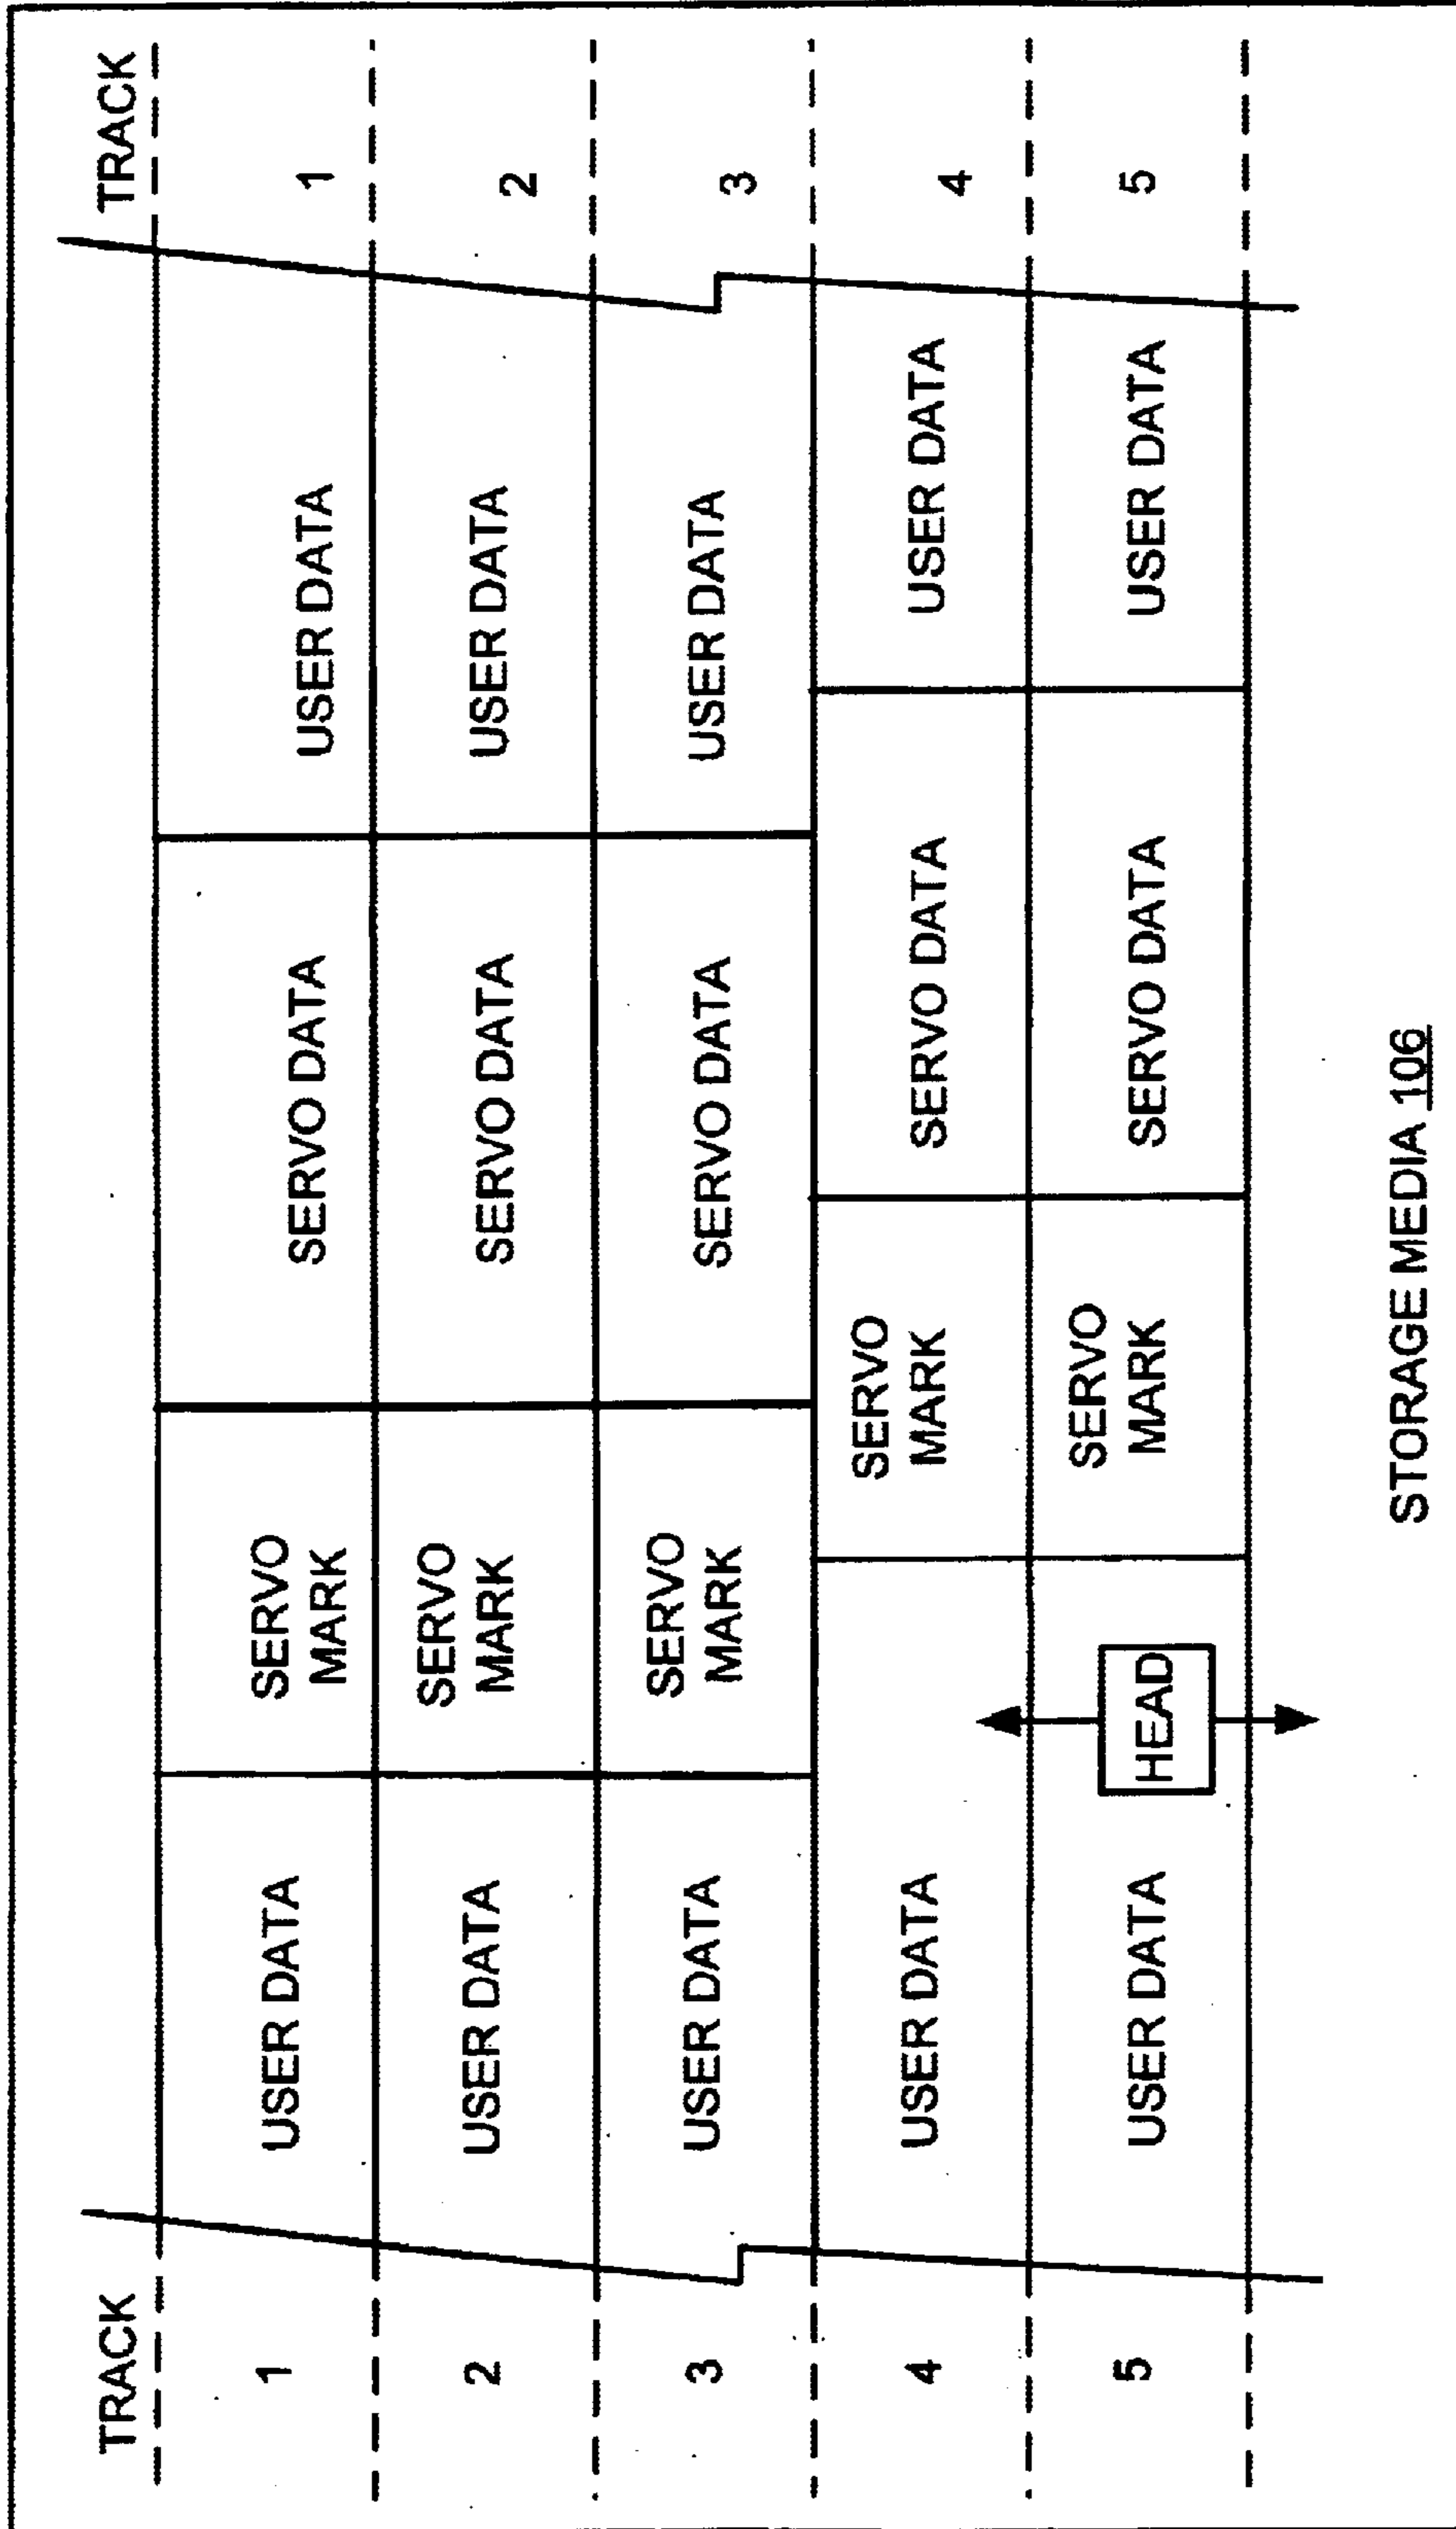 TRACK TRACK
1 USER DATA SERVO MARK SERVO DATA USER DATA 1
2 USER DATA SERVO MARK SERVO DATA USER DATA 2
3 USER DATA SERVO MARK SERVO DATA USER DATA 3
4 USER DATA SERVO MARK SERVO DATA USER DATA 4
5 USER DATA HEAD SERVO MARK SERVO DATA USER DATA 5
STORAGE MEDIA 106